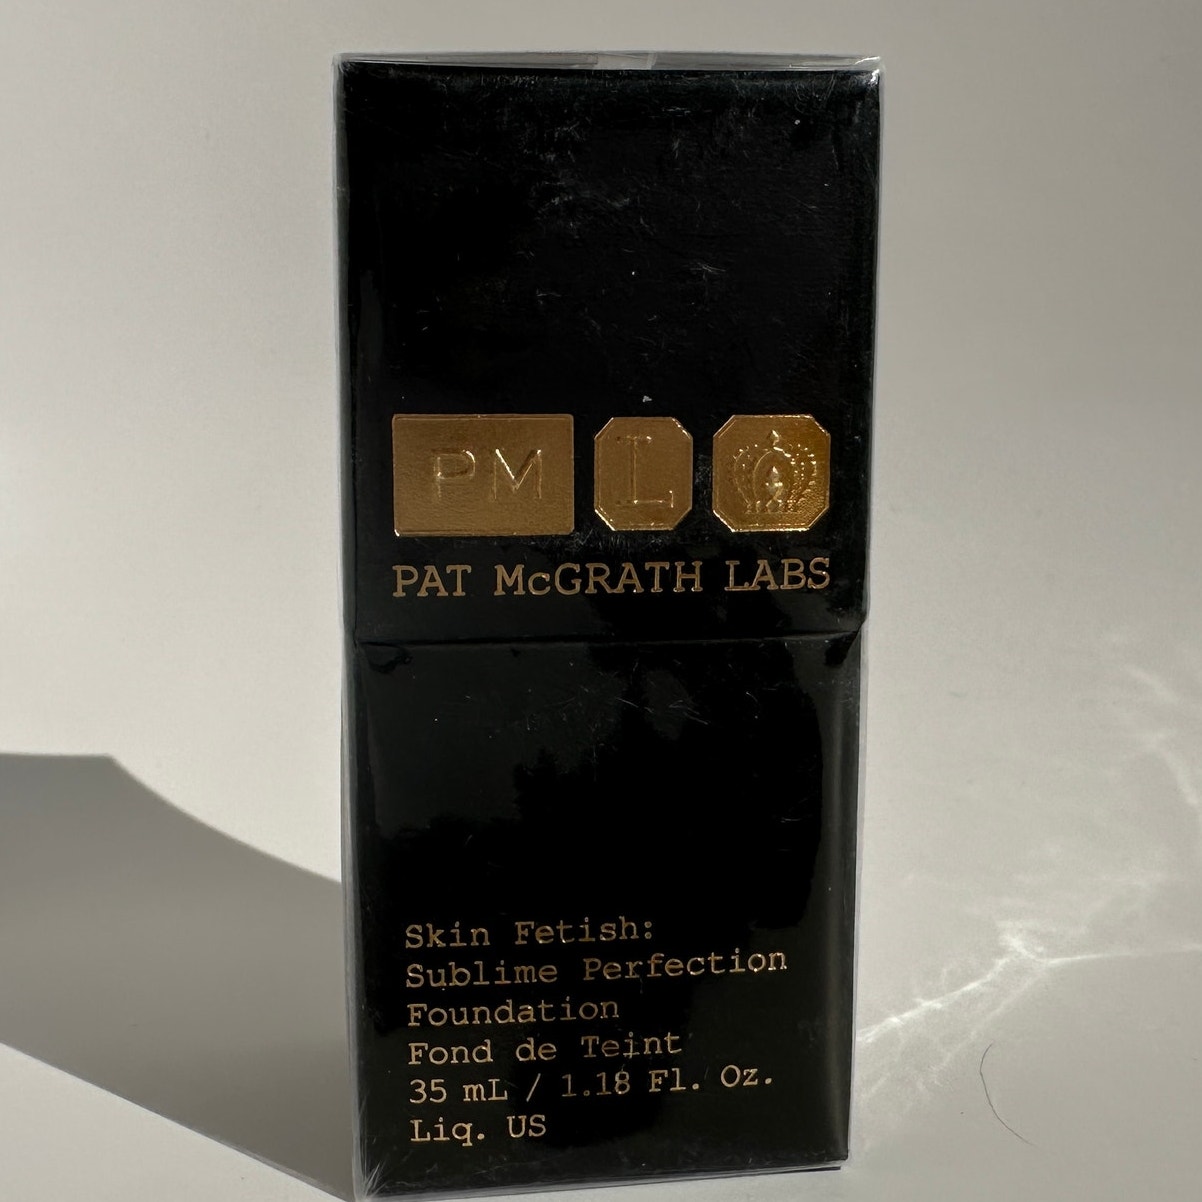 PM L
PAT McGRATH LABS
Skin Fetish:
Sublime Perfection
Foundation
Fond de Teint
35 mL / 1.18 Fl. Oz.
Liq. US